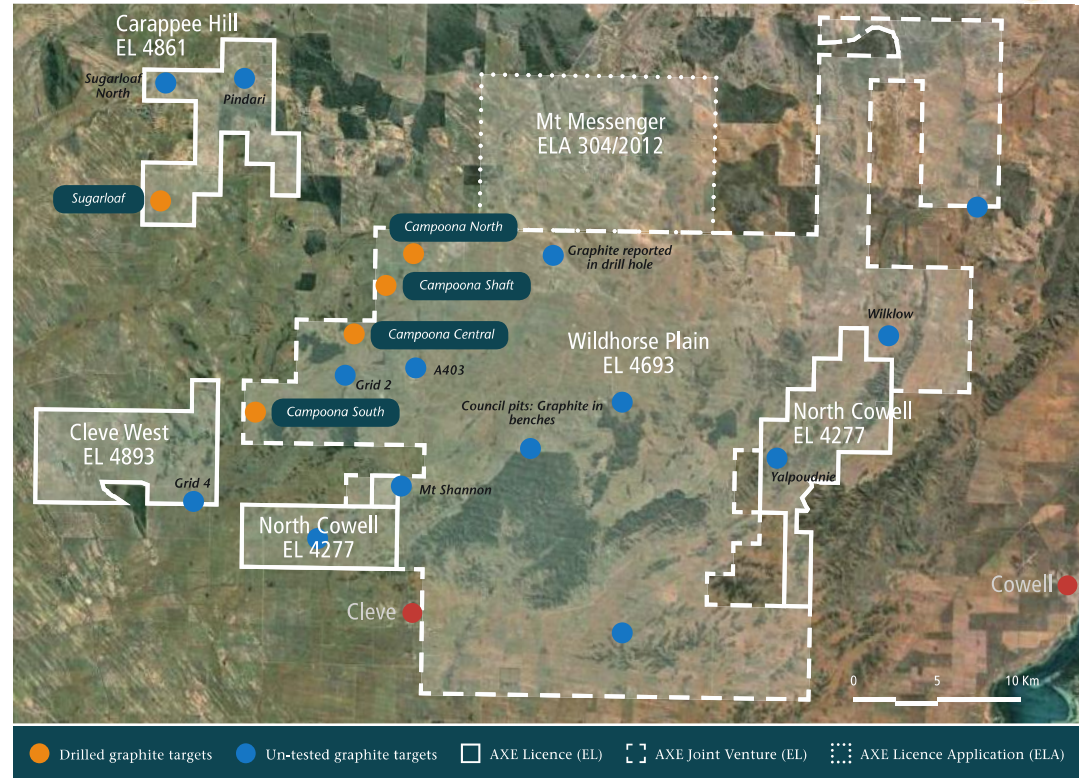 Carappee Hill
EL 4861
Sugarloaf
North
Pindari
Mt Messenger
ELA 304/2012
Sugarloaf
Campoona North
Graphite reported
in drill hole
Campoona Shaft
Wilklow
Campoona Central
Wildhorse Plain
EL 4693
A403
Grid 2
Council pits: Graphite in
benches
Campoona South
North Cowell
EL 4277
Cleve West
EL 4893
Yalpoudnie
Grid 4
Mt Shannon
North Cowell
EL 4277
Cowell
Cleve
0 5 10 Km
Drilled graphite targets
Un-tested graphite targets
AXE Licence (EL)
AXE Joint Venture (EL)
AXE Licence Application (ELA)